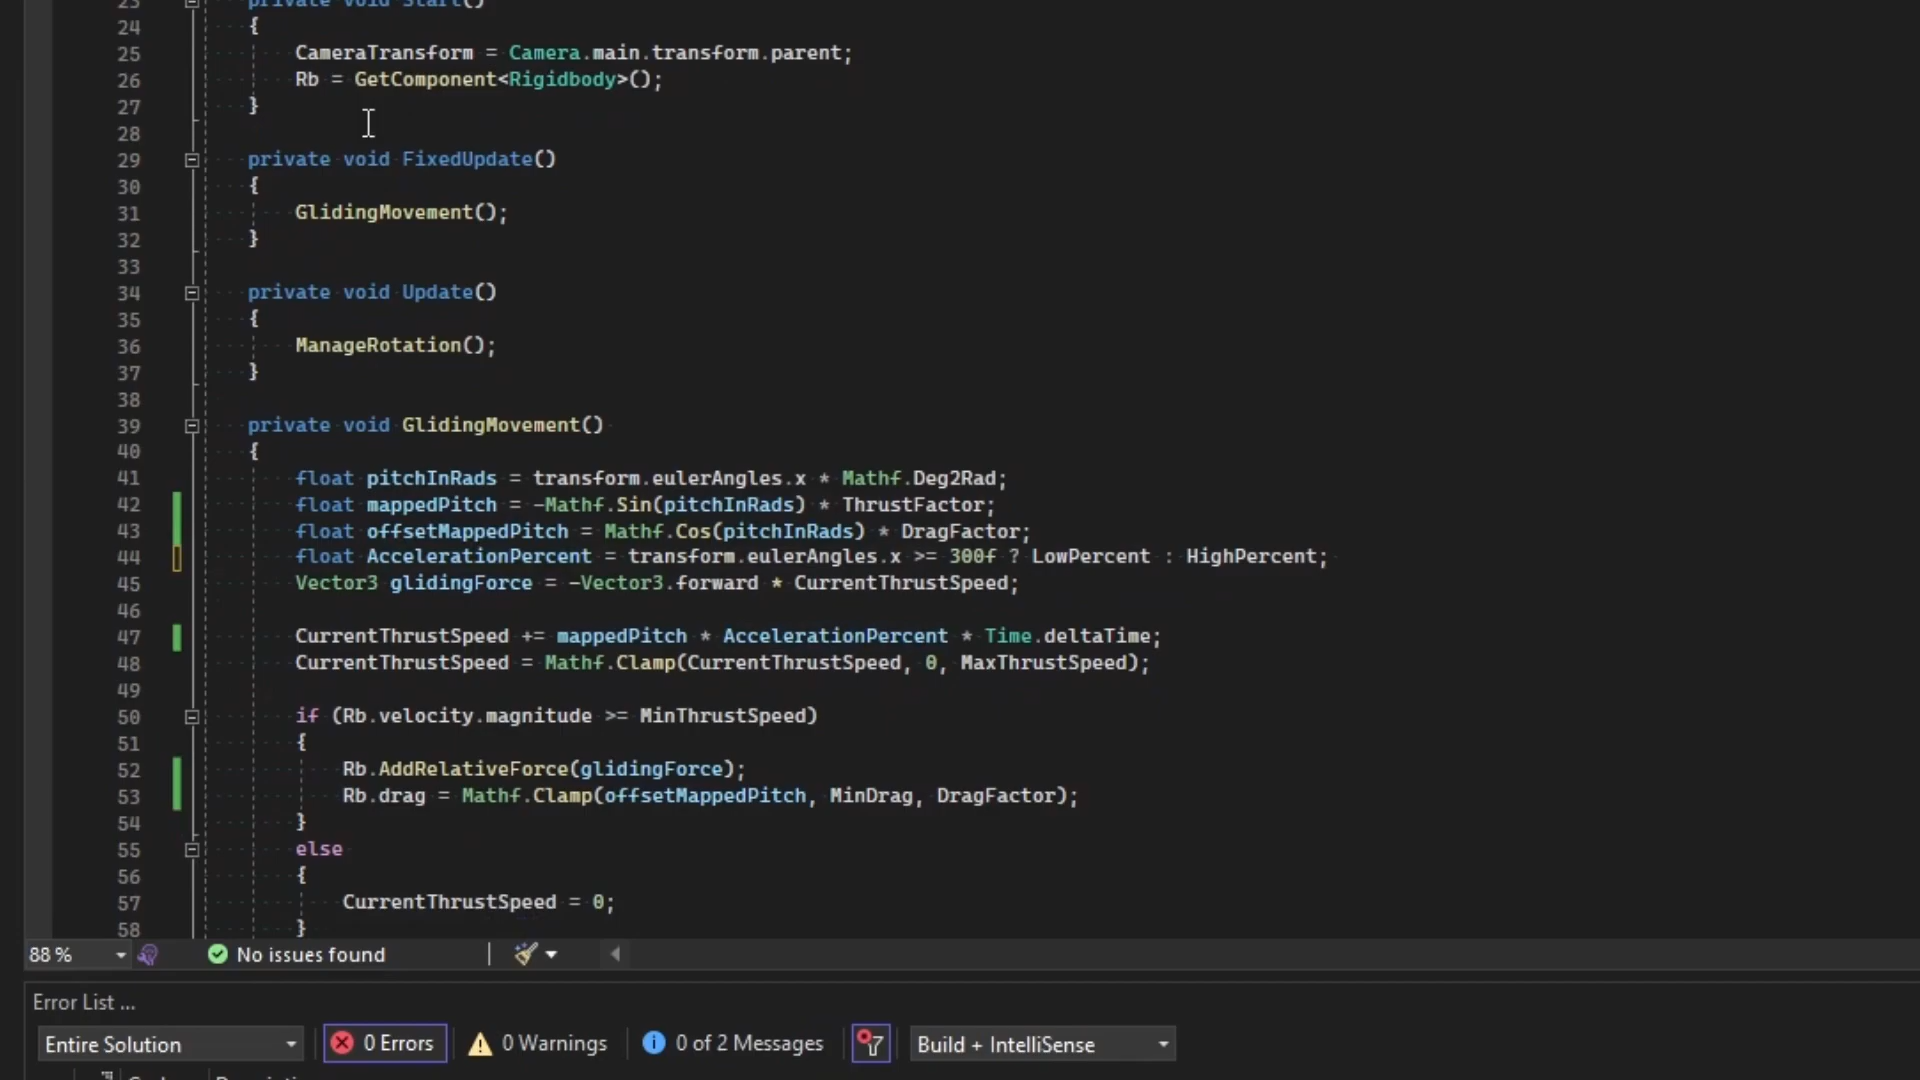 23 private void Start()
24 {
25 CameraTransform = Camera.main.transform.parent;
26 Rb = GetComponent<Rigidbody>();
27 }
28
29 private void FixedUpdate()
30 {
31 GlidingMovement();
32 }
33
34 private void Update()
35 {
36 ManageRotation();
37 }
38
39 private void GlidingMovement()
40 {
41 float pitchInRads = transform.eulerAngles.x * Mathf.Deg2Rad;
42 float mappedPitch = -Mathf.Sin(pitchInRads) * ThrustFactor;
43 float offsetMappedPitch = Mathf.Cos(pitchInRads) * DragFactor;
44 float AccelerationPercent = transform.eulerAngles.x >= 300f ? LowPercent : HighPercent;
45 Vector3 glidingForce = -Vector3.forward * CurrentThrustSpeed;
46
47 CurrentThrustSpeed += mappedPitch * AccelerationPercent * Time.deltaTime;
48 CurrentThrustSpeed = Mathf.Clamp(CurrentThrustSpeed, 0, MaxThrustSpeed);
49
50 if (Rb.velocity.magnitude >= MinThrustSpeed)
51 {
52 Rb.AddRelativeForce(glidingForce);
53 Rb.drag = Mathf.Clamp(offsetMappedPitch, MinDrag, DragFactor);
54 }
55 else
56 {
57 CurrentThrustSpeed = 0;
58 }
88 % No issues found
Error List ...
Entire Solution 0 Errors 0 Warnings 0 of 2 Messages Build + IntelliSense